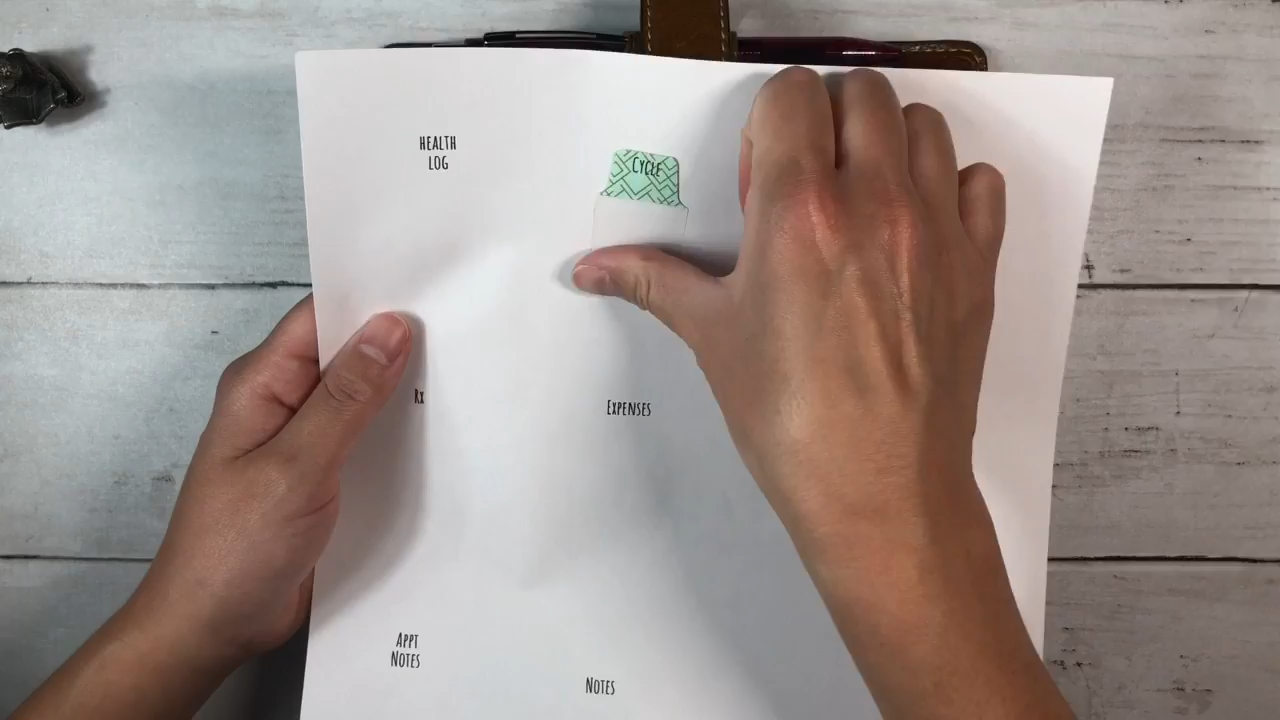 HEALTH
LOG
CYCLE
Rx
EXPENSES
APPT
NOTES
NOTES